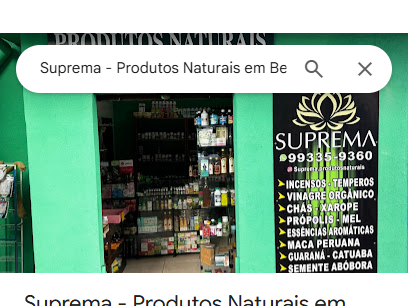 PRODUTOS NATURAIS
Suprema - Produtos Naturais em Be
SUPREMA
99335-9360
Suprema.produtosnaturais
INCENSOS - TEMPEROS
VINAGRE ORGÂNICO
CHÁS - XAROPE
PRÓPOLIS - MEL
ESSÊNCIAS AROMÁTICAS
MACA PERUANA
GUARANÁ - CATUABA
SEMENTE ABÓBORA
Suprema - Produtos Naturais em